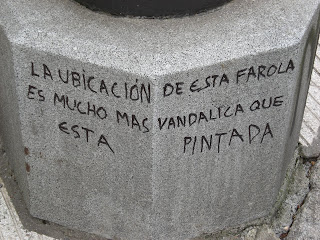 LA UBICACIÓN DE ESTA FAROLA
ES MUCHO MAS VANDALICA QUE
ESTA PINTADA